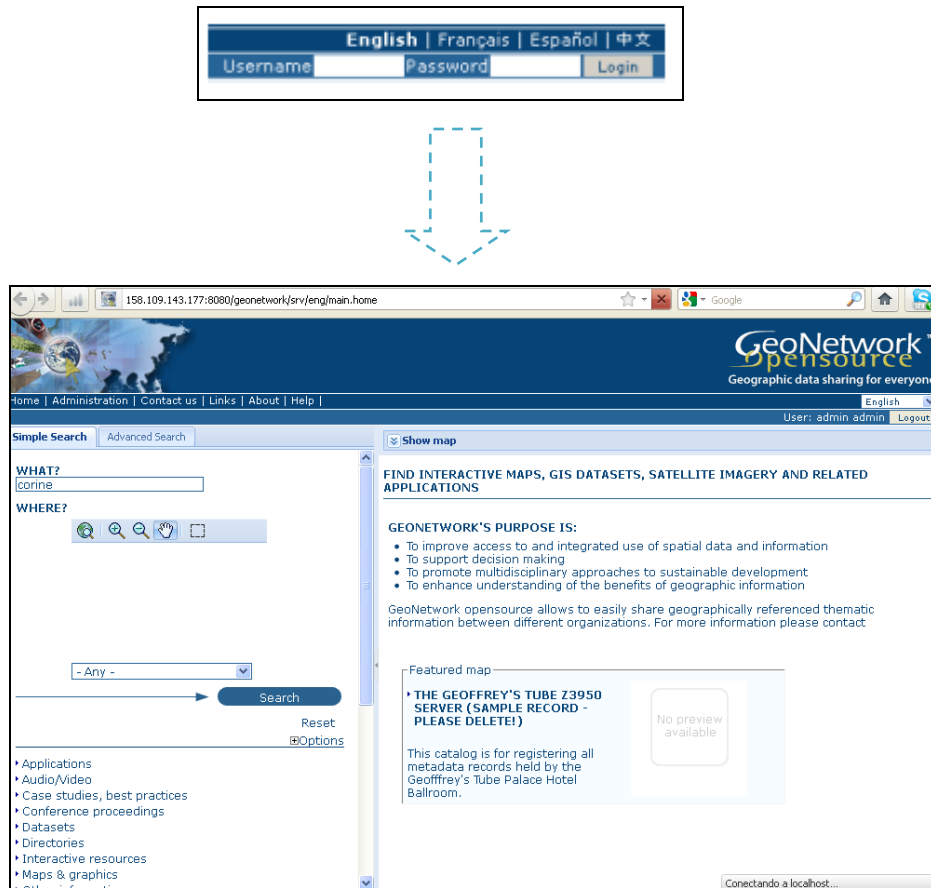 English | Français | Español | 中文
Username Password Login
158.109.143.177:8080/geonetwork/srv/eng/main.home
Google
GeoNetwork
opensource
Geographic data sharing for everyone
Home | Administration | Contact us | Links | About | Help |
English
User: admin admin Logout
Simple Search Advanced Search
Show map
WHAT?
corine
WHERE?
- Any -
Search
Reset
Options
Applications
Audio/Video
Case studies, best practices
Conference proceedings
Datasets
Directories
Interactive resources
Maps & graphics
FIND INTERACTIVE MAPS, GIS DATASETS, SATELLITE IMAGERY AND RELATED
APPLICATIONS
GEONETWORK'S PURPOSE IS:
• To improve access to and integrated use of spatial data and information
• To support decision making
• To promote multidisciplinary approaches to sustainable development
• To enhance understanding of the benefits of geographic information
GeoNetwork opensource allows to easily share geographically referenced thematic
information between different organizations. For more information please contact
Featured map
THE GEOFFREY'S TUBE Z3950
SERVER (SAMPLE RECORD -
PLEASE DELETE!)
This catalog is for registering all
metadata records held by the
Geofffrey's Tube Palace Hotel
Ballroom.
No preview
available
Conectando a localhost...